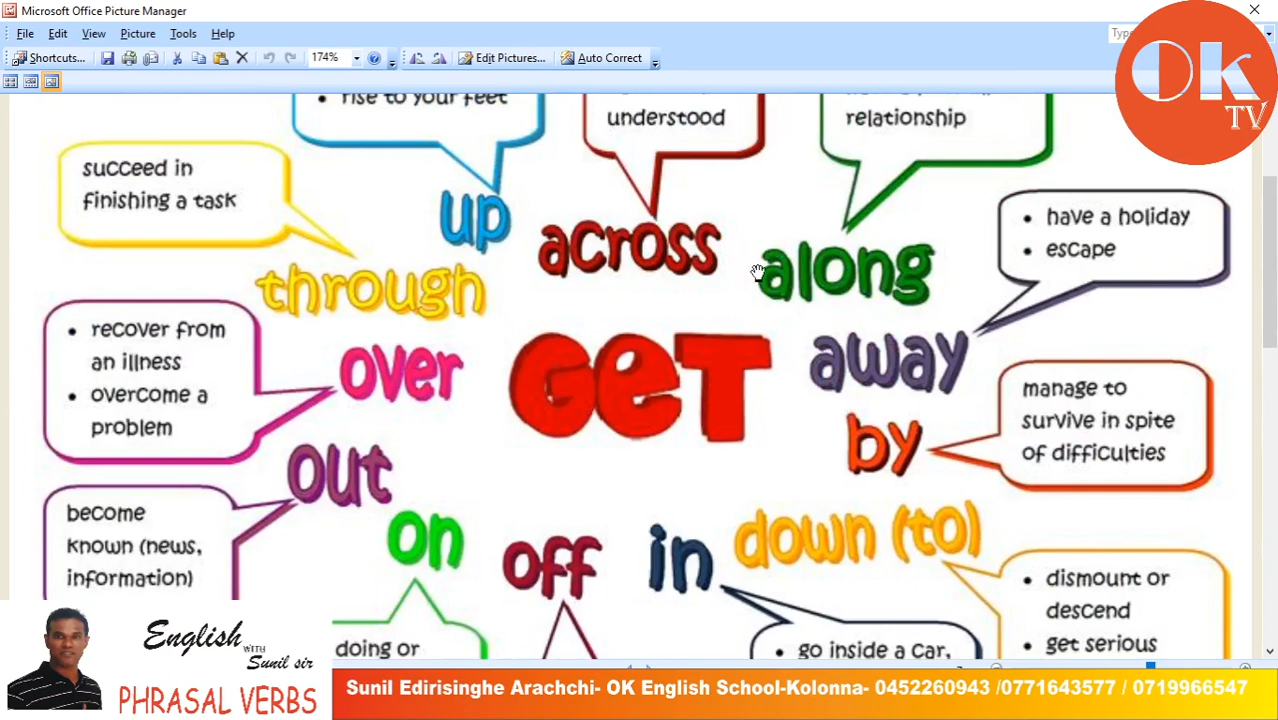 Microsoft Office Picture Manager
File Edit View Picture Tools Help
Shortcuts... 174% Edit Pictures... Auto Correct
OK
TV
rise to your feet
understood
relationship
succeed in
finishing a task
up
across
along
have a holiday
escape
through
recover from
an illness
overcome a
problem
over
GET
away
manage to
survive in spite
of difficulties
by
out
become
known (news,
information)
on
off
in
down (to)
dismount or
descend
get serious
doing or
go inside a car,
English
WITH
Sunil sir
PHRASAL VERBS
Sunil Edirisinghe Arachchi- OK English School-Kolonna- 0452260943 /0771643577 / 0719966547